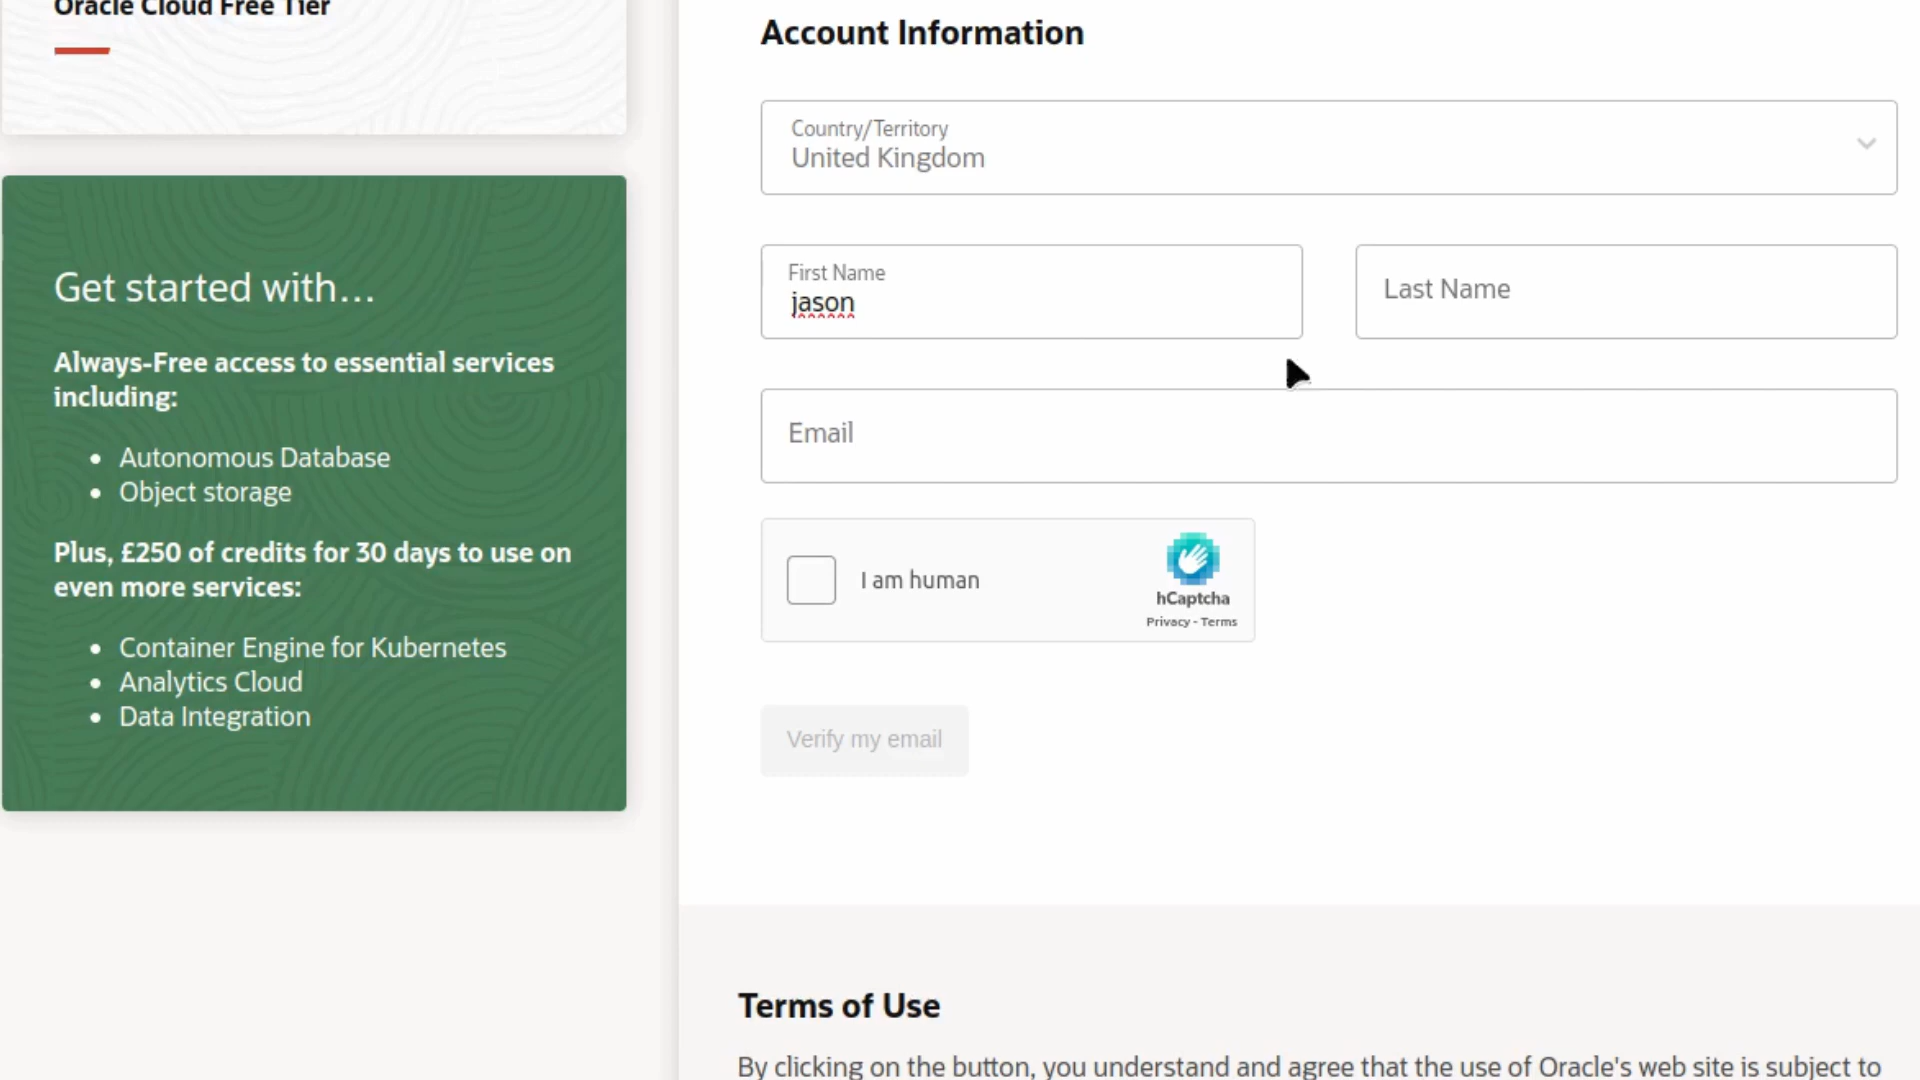 Oracle Cloud Free Tier
Get started with...
Always-Free access to essential services
including:
• Autonomous Database
• Object storage
Plus, £250 of credits for 30 days to use on
even more services:
• Container Engine for Kubernetes
• Analytics Cloud
• Data Integration
Account Information
Country/Territory
United Kingdom
First Name
jason
Last Name
Email
I am human
hCaptcha
Privacy - Terms
Verify my email
Terms of Use
By clicking on the button, you understand and agree that the use of Oracle's web site is subject to